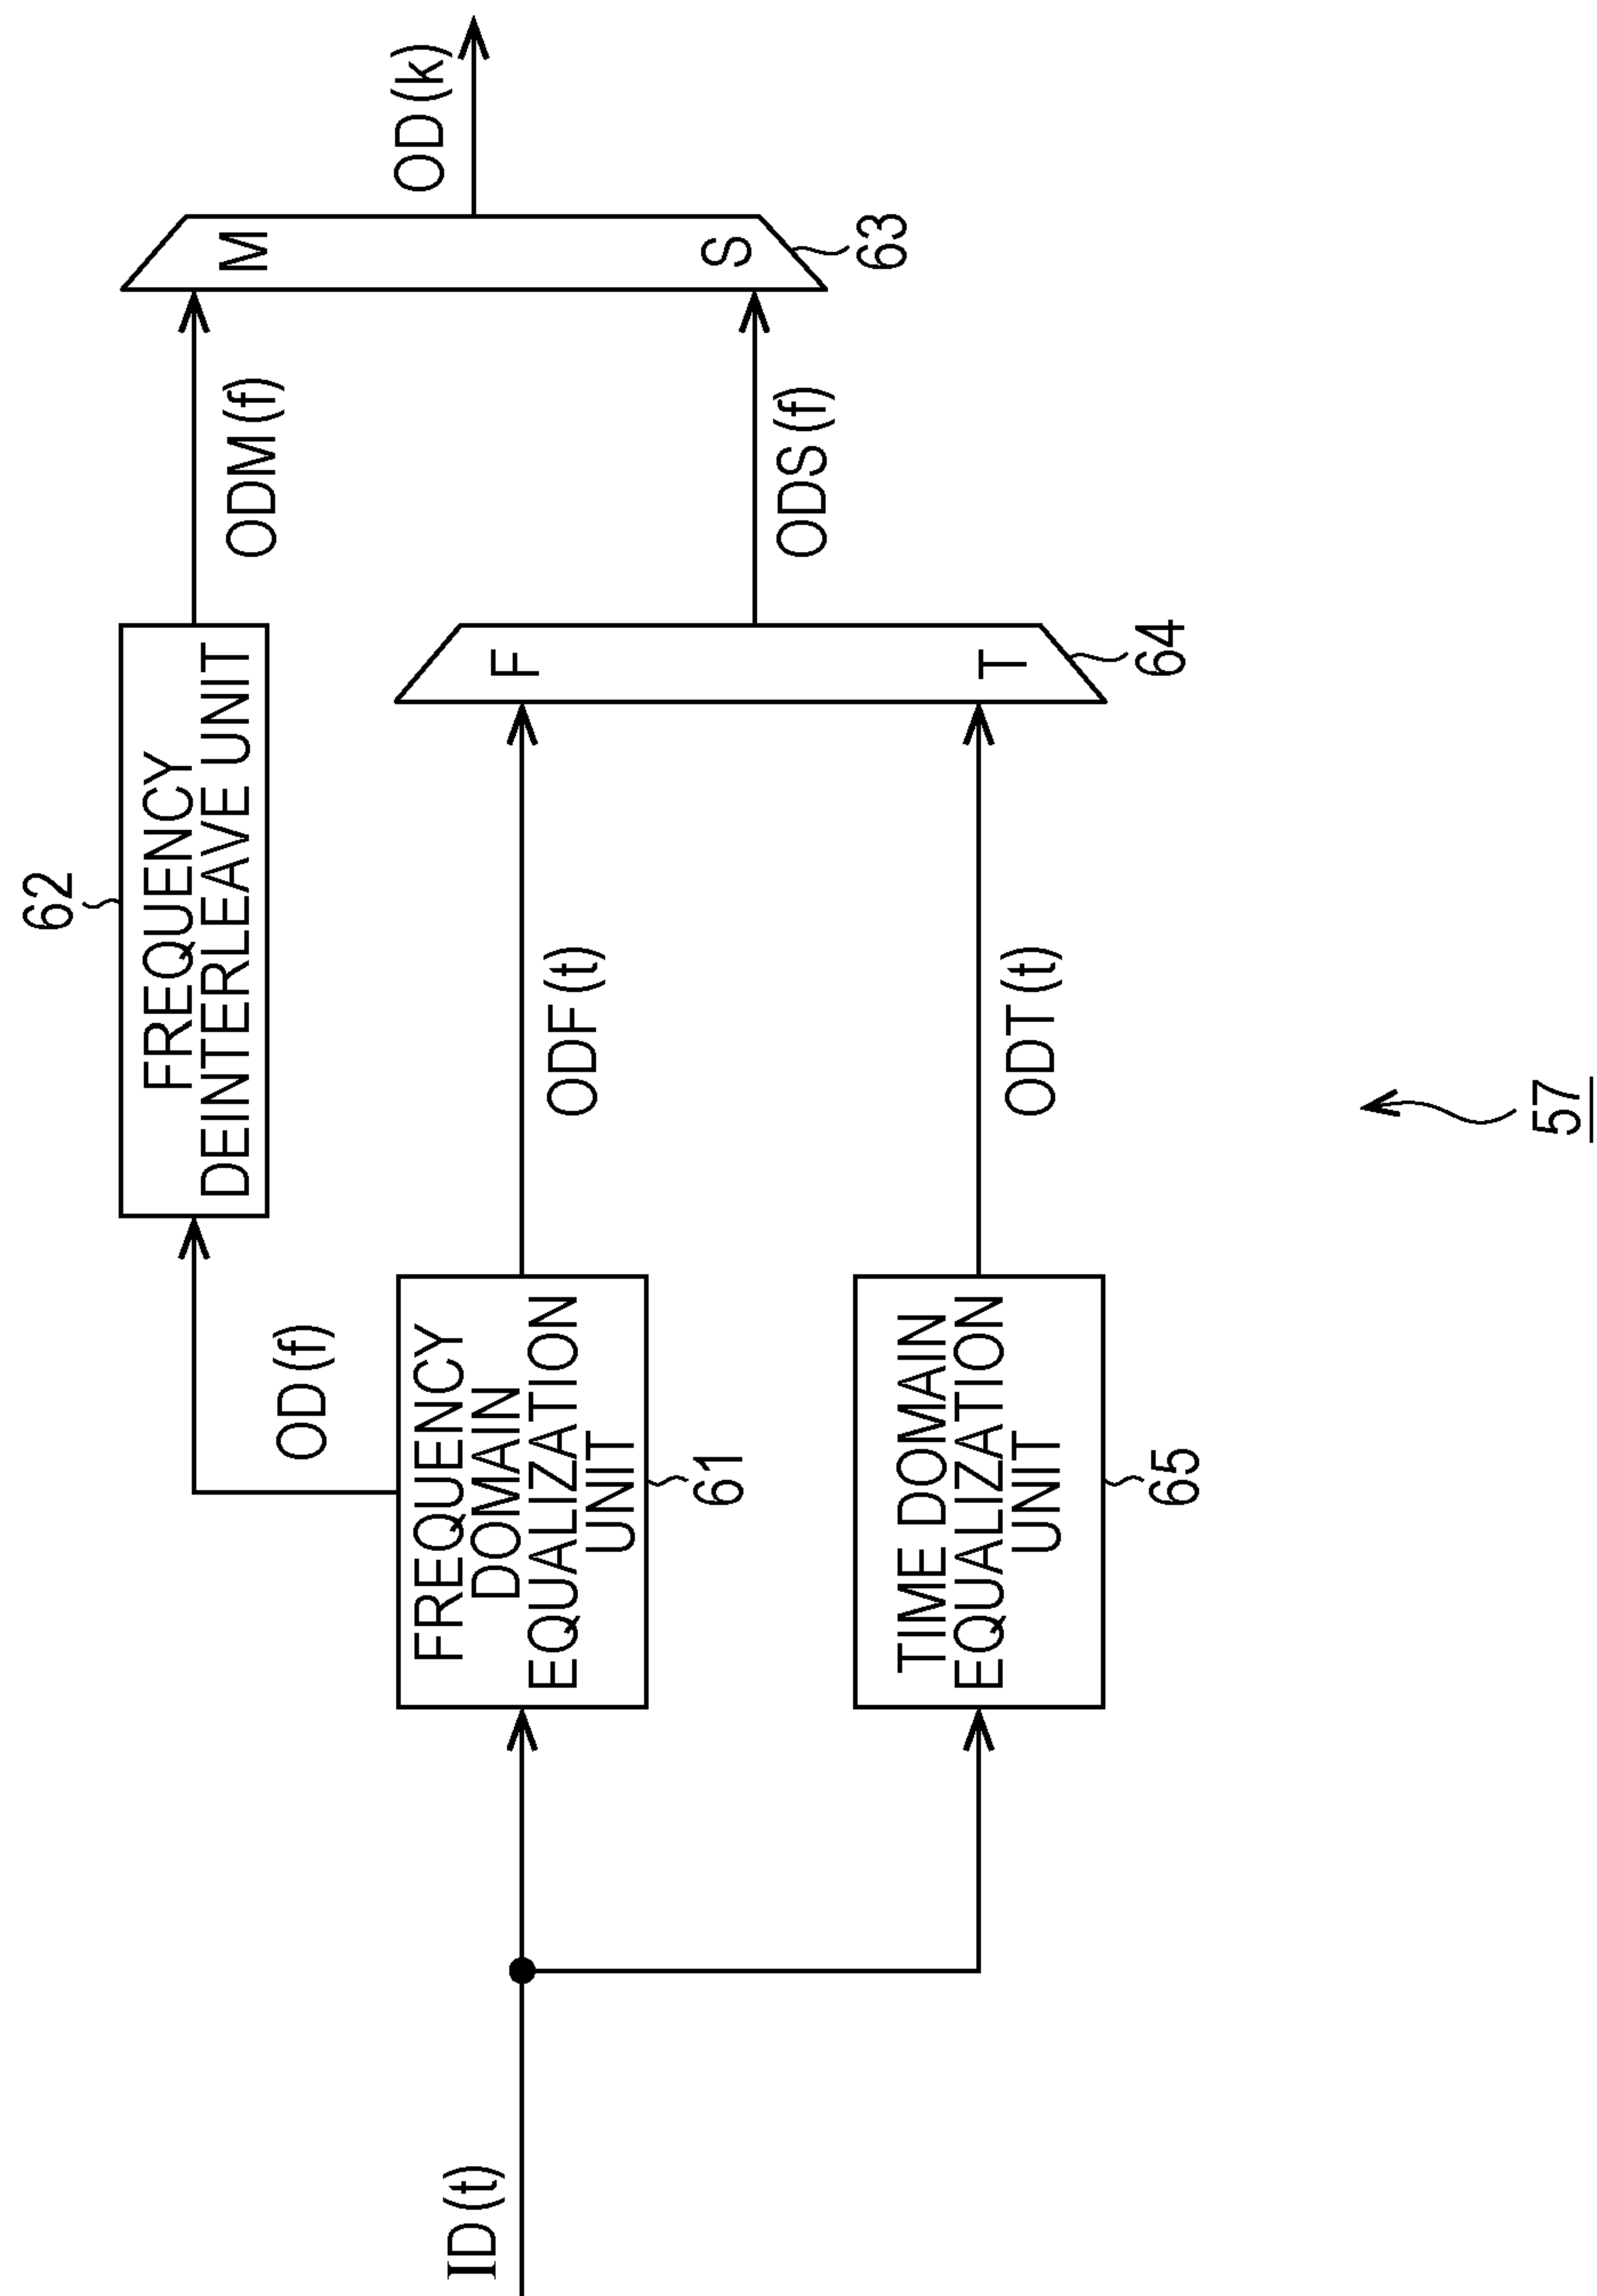 62
FREQUENCY
DEINTERLEAVE UNIT
OD (f)
ODM (f)
M
S
63
OD (k)
ID (t)
FREQUENCY
DOMAIN
EQUALIZATION
UNIT
61
ODF (t)
F
T
64
ODS (f)
TIME DOMAIN
EQUALIZATION
UNIT
65
ODT (t)
57